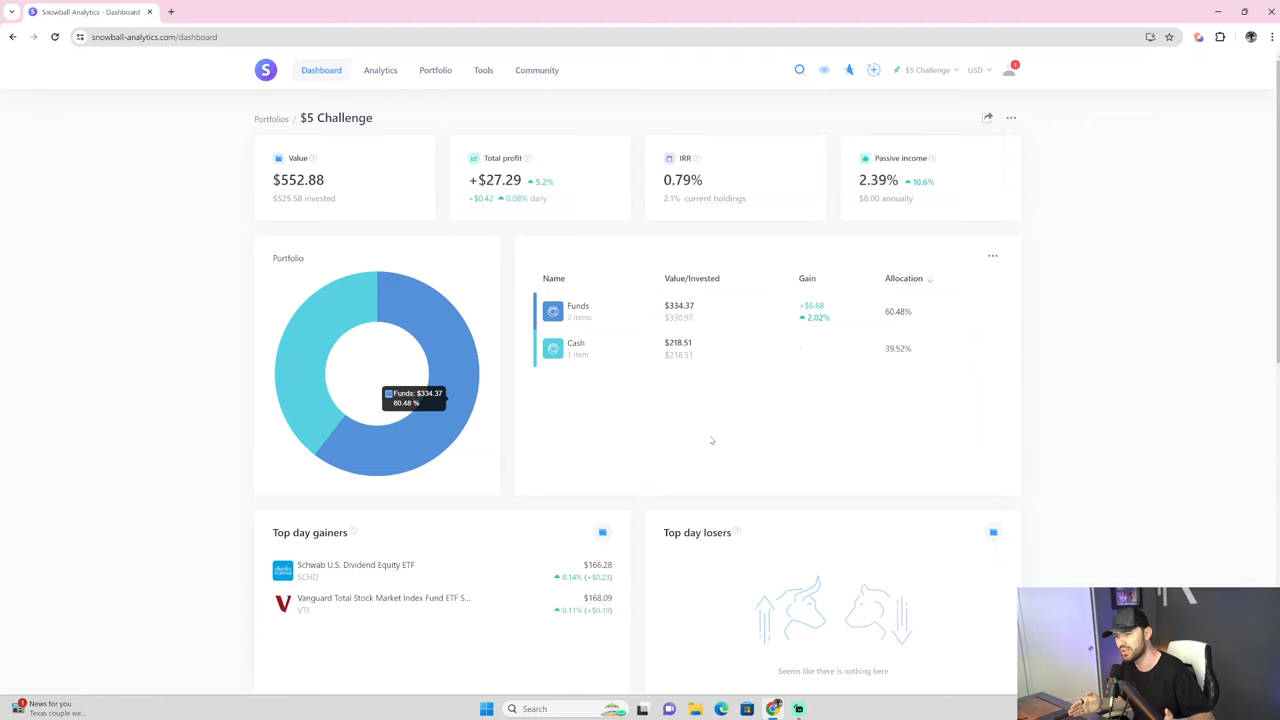 Snowball Analytics - Dashboard
snowball-analytics.com/dashboard
S
Dashboard
Analytics
Portfolio
Tools
Community
$5 Challenge
USD
1
Portfolios / $5 Challenge
Value
$552.88
$525.58 invested
Total profit
+$27.29 5.2%
+$0.42 0.08% daily
IRR
0.79%
2.1% current holdings
Passive income
2.39% 10.6%
$8.00 annually
Portfolio
Funds: $334.37
60.48 %
Name Value/Invested Gain Allocation
Funds $334.37 +$6.68 60.48%
2 items $330.97 2.02%
Cash $218.51 - 39.52%
1 item $218.51
Top day gainers
Schwab U.S. Dividend Equity ETF $166.28
SCHD 0.14% (+$0.23)
Vanguard Total Stock Market Index Fund ETF S... $168.09
VTI 0.11% (+$0.19)
Top day losers
Seems like there is nothing here
News for you
Texas couple we...
Search